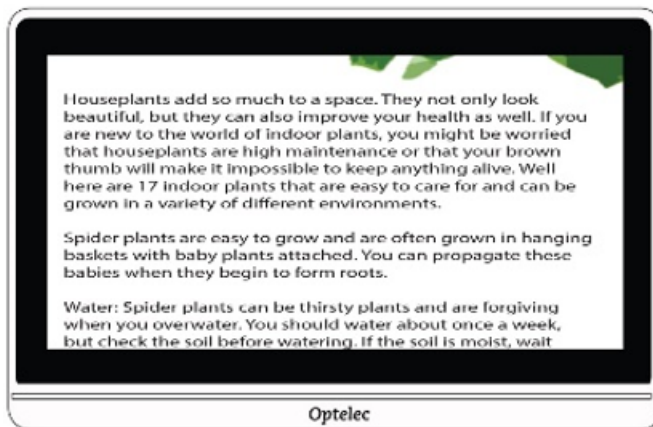 Houseplants add so much to a space. They not only look
beautiful, but they can also improve your health as well. If you
are new to the world of indoor plants, you might be worried
that houseplants are high maintenance or that your brown
thumb will make it impossible to keep anything alive. Well
here are 17 indoor plants that are easy to care for and can be
grown in a variety of different environments.
Spider plants are easy to grow and are often grown in hanging
baskets with baby plants attached. You can propagate these
babies when they begin to form roots.
Water: Spider plants can be thirsty plants and are forgiving
when you overwater. You should water about once a week,
but check the soil before watering. If the soil is moist, wait
Optelec